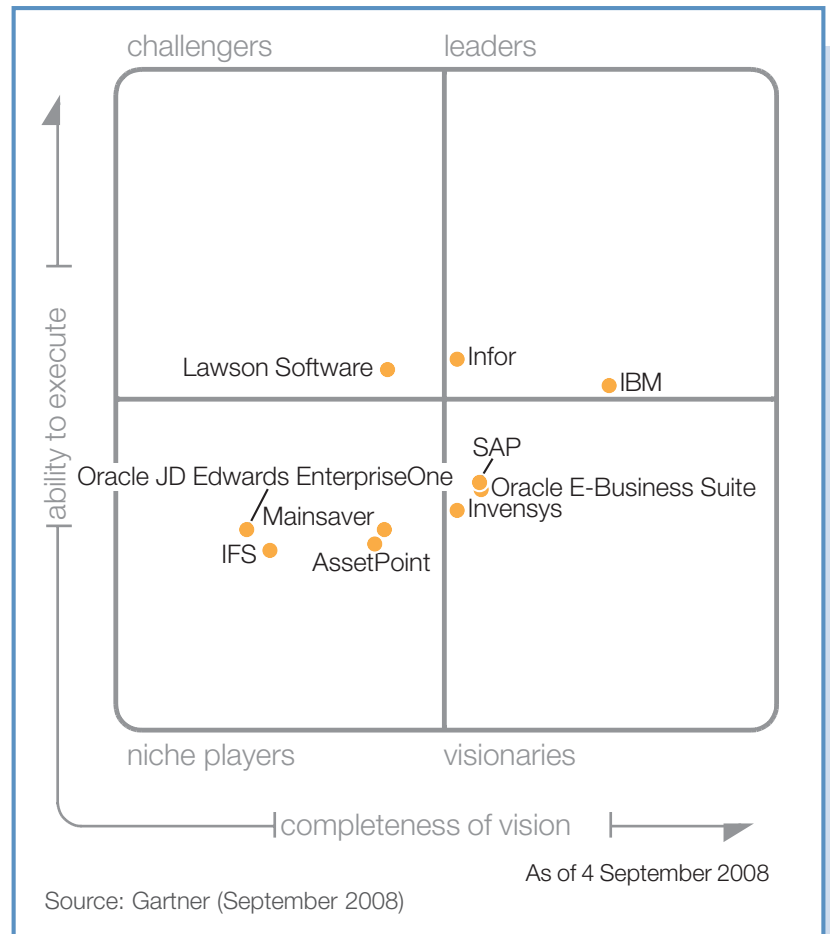 challengers
leaders
Lawson Software
Infor
IBM
ability to execute
SAP
Oracle JD Edwards EnterpriseOne
Oracle E-Business Suite
Mainsaver
Invensys
IFS
AssetPoint
niche players
visionaries
completeness of vision
As of 4 September 2008
Source: Gartner (September 2008)